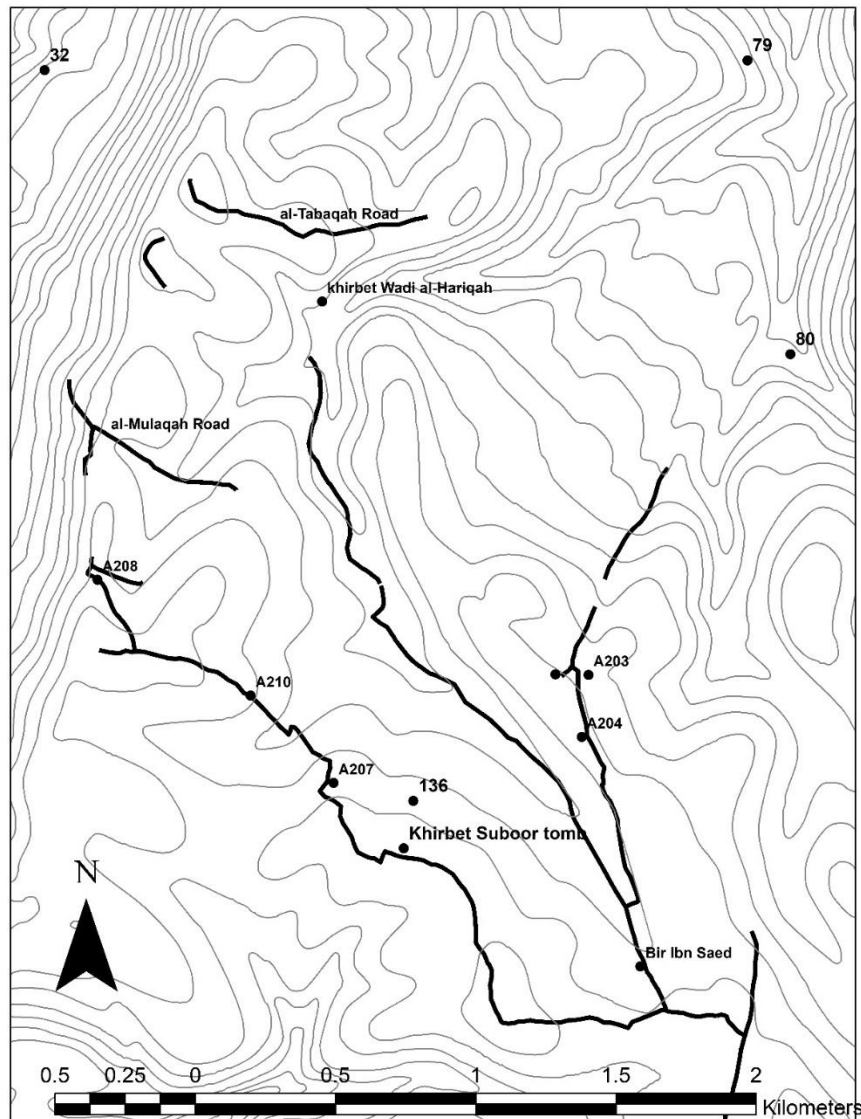 32
79
al-Tabaqah Road
khirbet Wadi al-Hariqah
80
al-Mulaqah Road
A208
A203
A210
A204
A207
136
Khirbet Suboor tomb
N
Bir Ibn Saed
0.5 0.25 0 0.5 1 1.5 2
Kilometers